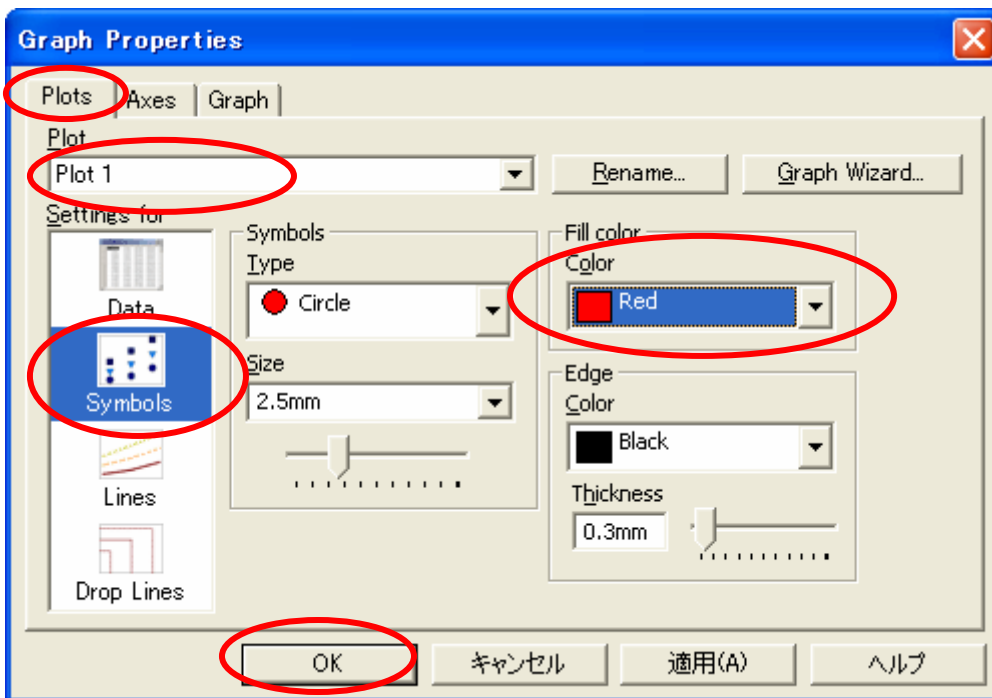 Graph Properties
Plots Axes Graph
Plot
Plot 1 Rename... Graph Wizard...
Settings for
Data
Symbols
Lines
Drop Lines
Symbols
Type
Circle
Size
2.5mm
Fill color
Color
Red
Edge
Color
Black
Thickness
0.3mm
OK キャンセル 適用(A) ヘルプ